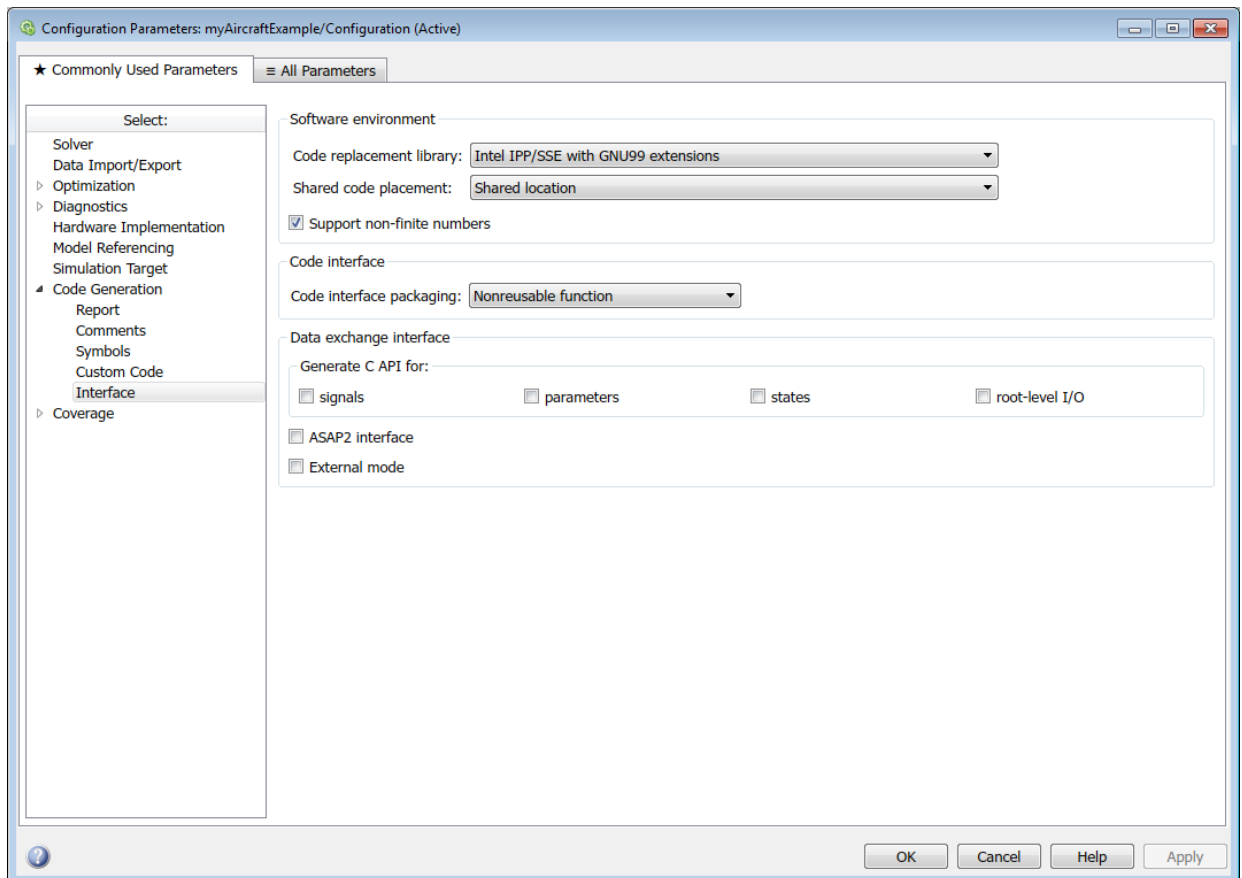 Configuration Parameters: myAircraftExample/Configuration (Active)
★ Commonly Used Parameters
≡ All Parameters
Select:
Solver
Data Import/Export
Optimization
Diagnostics
Hardware Implementation
Model Referencing
Simulation Target
Code Generation
Report
Comments
Symbols
Custom Code
Interface
Coverage
Software environment
Code replacement library: Intel IPP/SSE with GNU99 extensions
Shared code placement: Shared location
Support non-finite numbers
Code interface
Code interface packaging: Nonreusable function
Data exchange interface
Generate C API for:
signals parameters states root-level I/O
ASAP2 interface
External mode
OK Cancel Help Apply